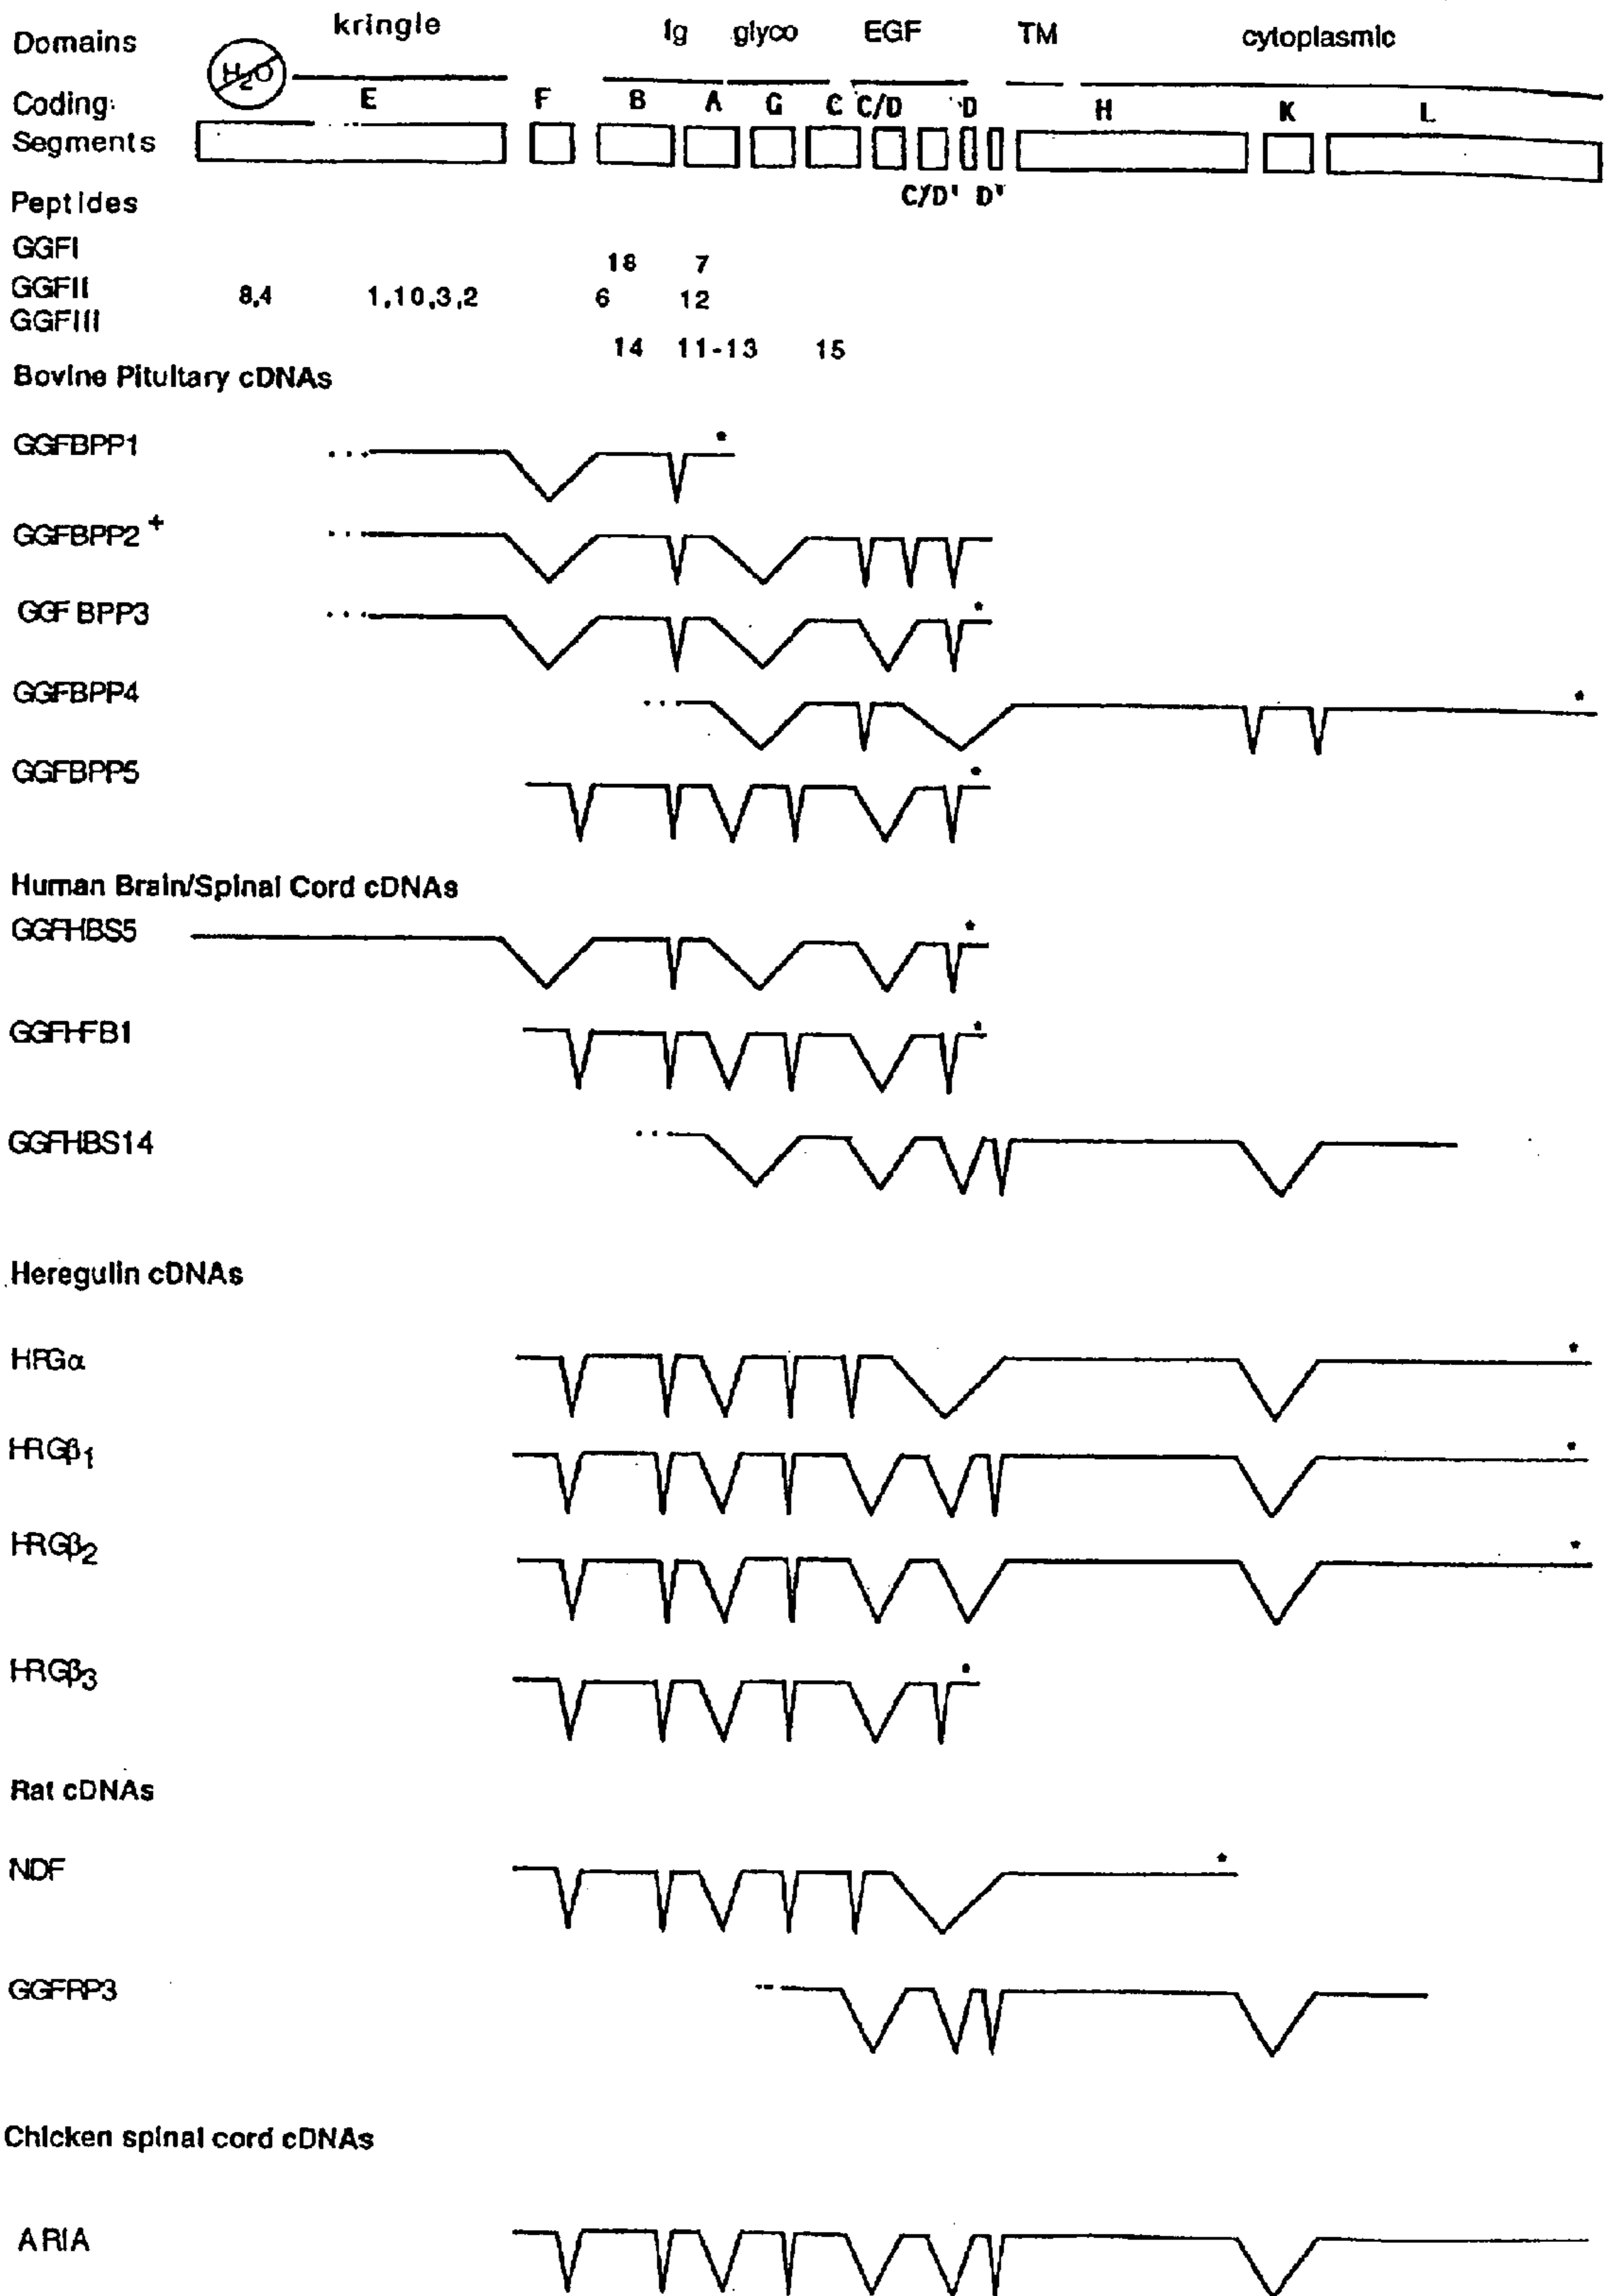 Domains H₂O kringle Ig glyco EGF TM cytoplasmic
Coding: E F B A G C C/D D H K L
Segments
C/D' D'
Peptides
GGFI 18 7
GGFII 8,4 1,10,3,2 6 12
GGFIII
14 11-13 15
Bovine Pituitary cDNAs
GGFBPP1 *
GGFBPP2 +
GGFBPP3 *
GGFBPP4 *
GGFBPP5 *
Human Brain/Spinal Cord cDNAs
GGFHBS5 *
GGFHFB1 *
GGFHBS14
Heregulin cDNAs
HRGα *
HRGβ1 *
HRGβ2 *
HRGβ3 *
Rat cDNAs
NDF *
GGFRP3
Chicken spinal cord cDNAs
ARIA